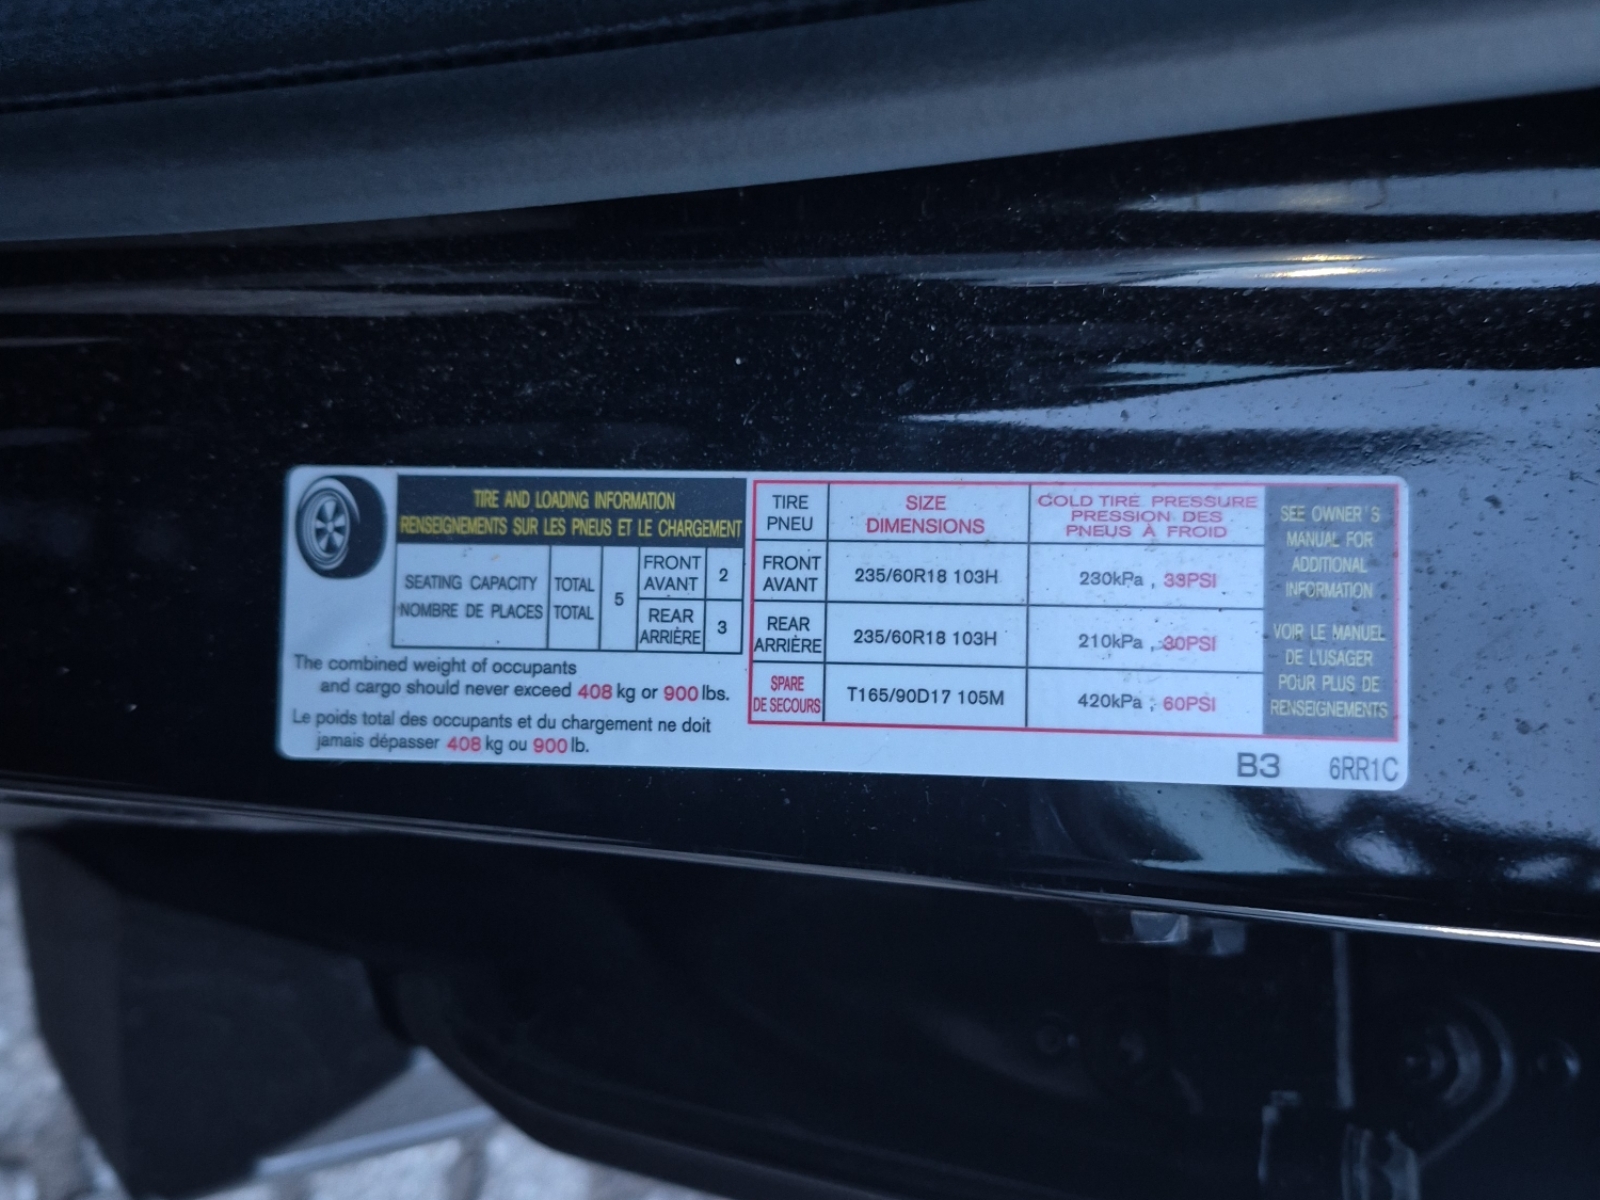 TIRE AND LOADING INFORMATION
RENSEIGNEMENTS SUR LES PNEUS ET LE CHARGEMENT
SEATING CAPACITY
NOMBRE DE PLACES
TOTAL
TOTAL
5
FRONT
AVANT
2
REAR
ARRIÈRE
3
The combined weight of occupants
and cargo should never exceed 408 kg or 900 lbs.
Le poids total des occupants et du chargement ne doit
jamais dépasser 408 kg ou 900 lb.
TIRE
PNEU
SIZE
DIMENSIONS
COLD TIRE PRESSURE
PRESSION DES
PNEUS À FROID
FRONT
AVANT
235/60R18 103H
230kPa , 33PSI
REAR
ARRIÈRE
235/60R18 103H
210kPa , 30PSI
SPARE
DE SECOURS
T165/90D17 105M
420kPa , 60PSI
SEE OWNER'S
MANUAL FOR
ADDITIONAL
INFORMATION
VOIR LE MANUEL
DE L'USAGER
POUR PLUS DE
RENSEIGNEMENTS
B3 6RR1C